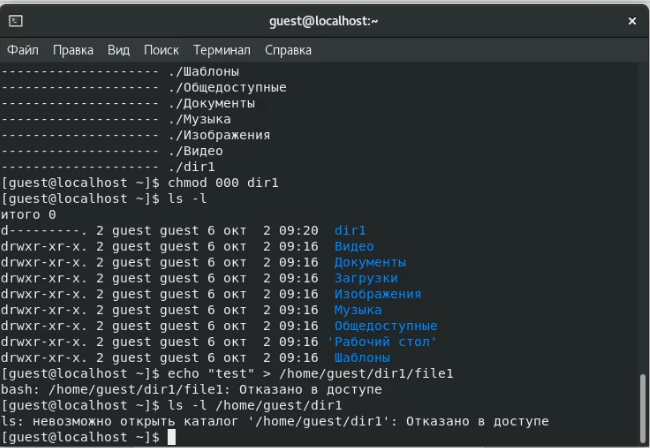 guest@localhost:~
Файл Правка Вид Поиск Терминал Справка
-------------------- ./Шаблоны
-------------------- ./Общедоступные
-------------------- ./Документы
-------------------- ./Музыка
-------------------- ./Изображения
-------------------- ./Видео
-------------------- ./dir1
[guest@localhost ~]$ chmod 000 dir1
[guest@localhost ~]$ ls -l
итого 0
d---------. 2 guest guest 6 окт  2 09:20  dir1
drwxr-xr-x. 2 guest guest 6 окт  2 09:16  Видео
drwxr-xr-x. 2 guest guest 6 окт  2 09:16  Документы
drwxr-xr-x. 2 guest guest 6 окт  2 09:16  Загрузки
drwxr-xr-x. 2 guest guest 6 окт  2 09:16  Изображения
drwxr-xr-x. 2 guest guest 6 окт  2 09:16  Музыка
drwxr-xr-x. 2 guest guest 6 окт  2 09:16  Общедоступные
drwxr-xr-x. 2 guest guest 6 окт  2 09:16 'Рабочий стол'
drwxr-xr-x. 2 guest guest 6 окт  2 09:16  Шаблоны
[guest@localhost ~]$ echo "test" > /home/guest/dir1/file1
bash: /home/guest/dir1/file1: Отказано в доступе
[guest@localhost ~]$ ls -l /home/guest/dir1
ls: невозможно открыть каталог '/home/guest/dir1': Отказано в доступе
[guest@localhost ~]$